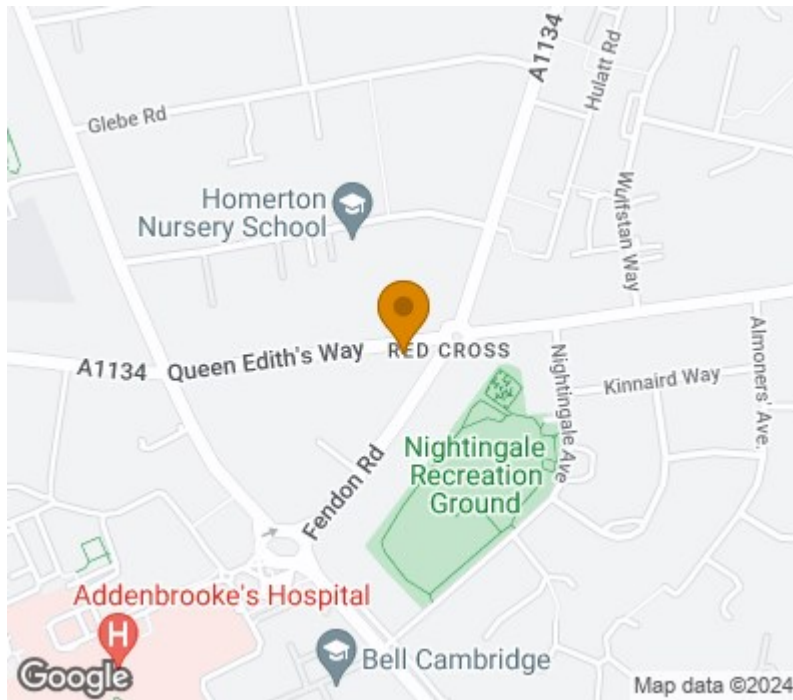 A1134
Hulatt Rd
Glebe Rd
Homerton
Nursery School
Wulfstan Way
A1134
Queen Edith's Way
RED CROSS
Nightingale Ave
Kinnaird Way
Almoners' Ave.
Nightingale
Recreation
Ground
Fendon Rd
Addenbrooke's Hospital
H
Bell Cambridge
Google
Map data ©2024